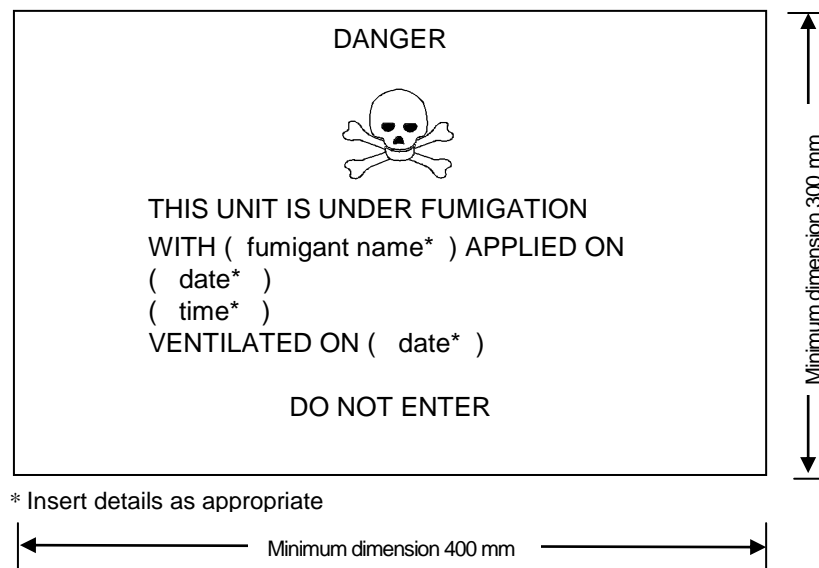 DANGER
THIS UNIT IS UNDER FUMIGATION
WITH ( fumigant name* ) APPLIED ON
( date* )
( time* )
VENTILATED ON ( date* )
DO NOT ENTER
* Insert details as appropriate
Minimum dimension 400 mm
Minimum dimension 300 mm